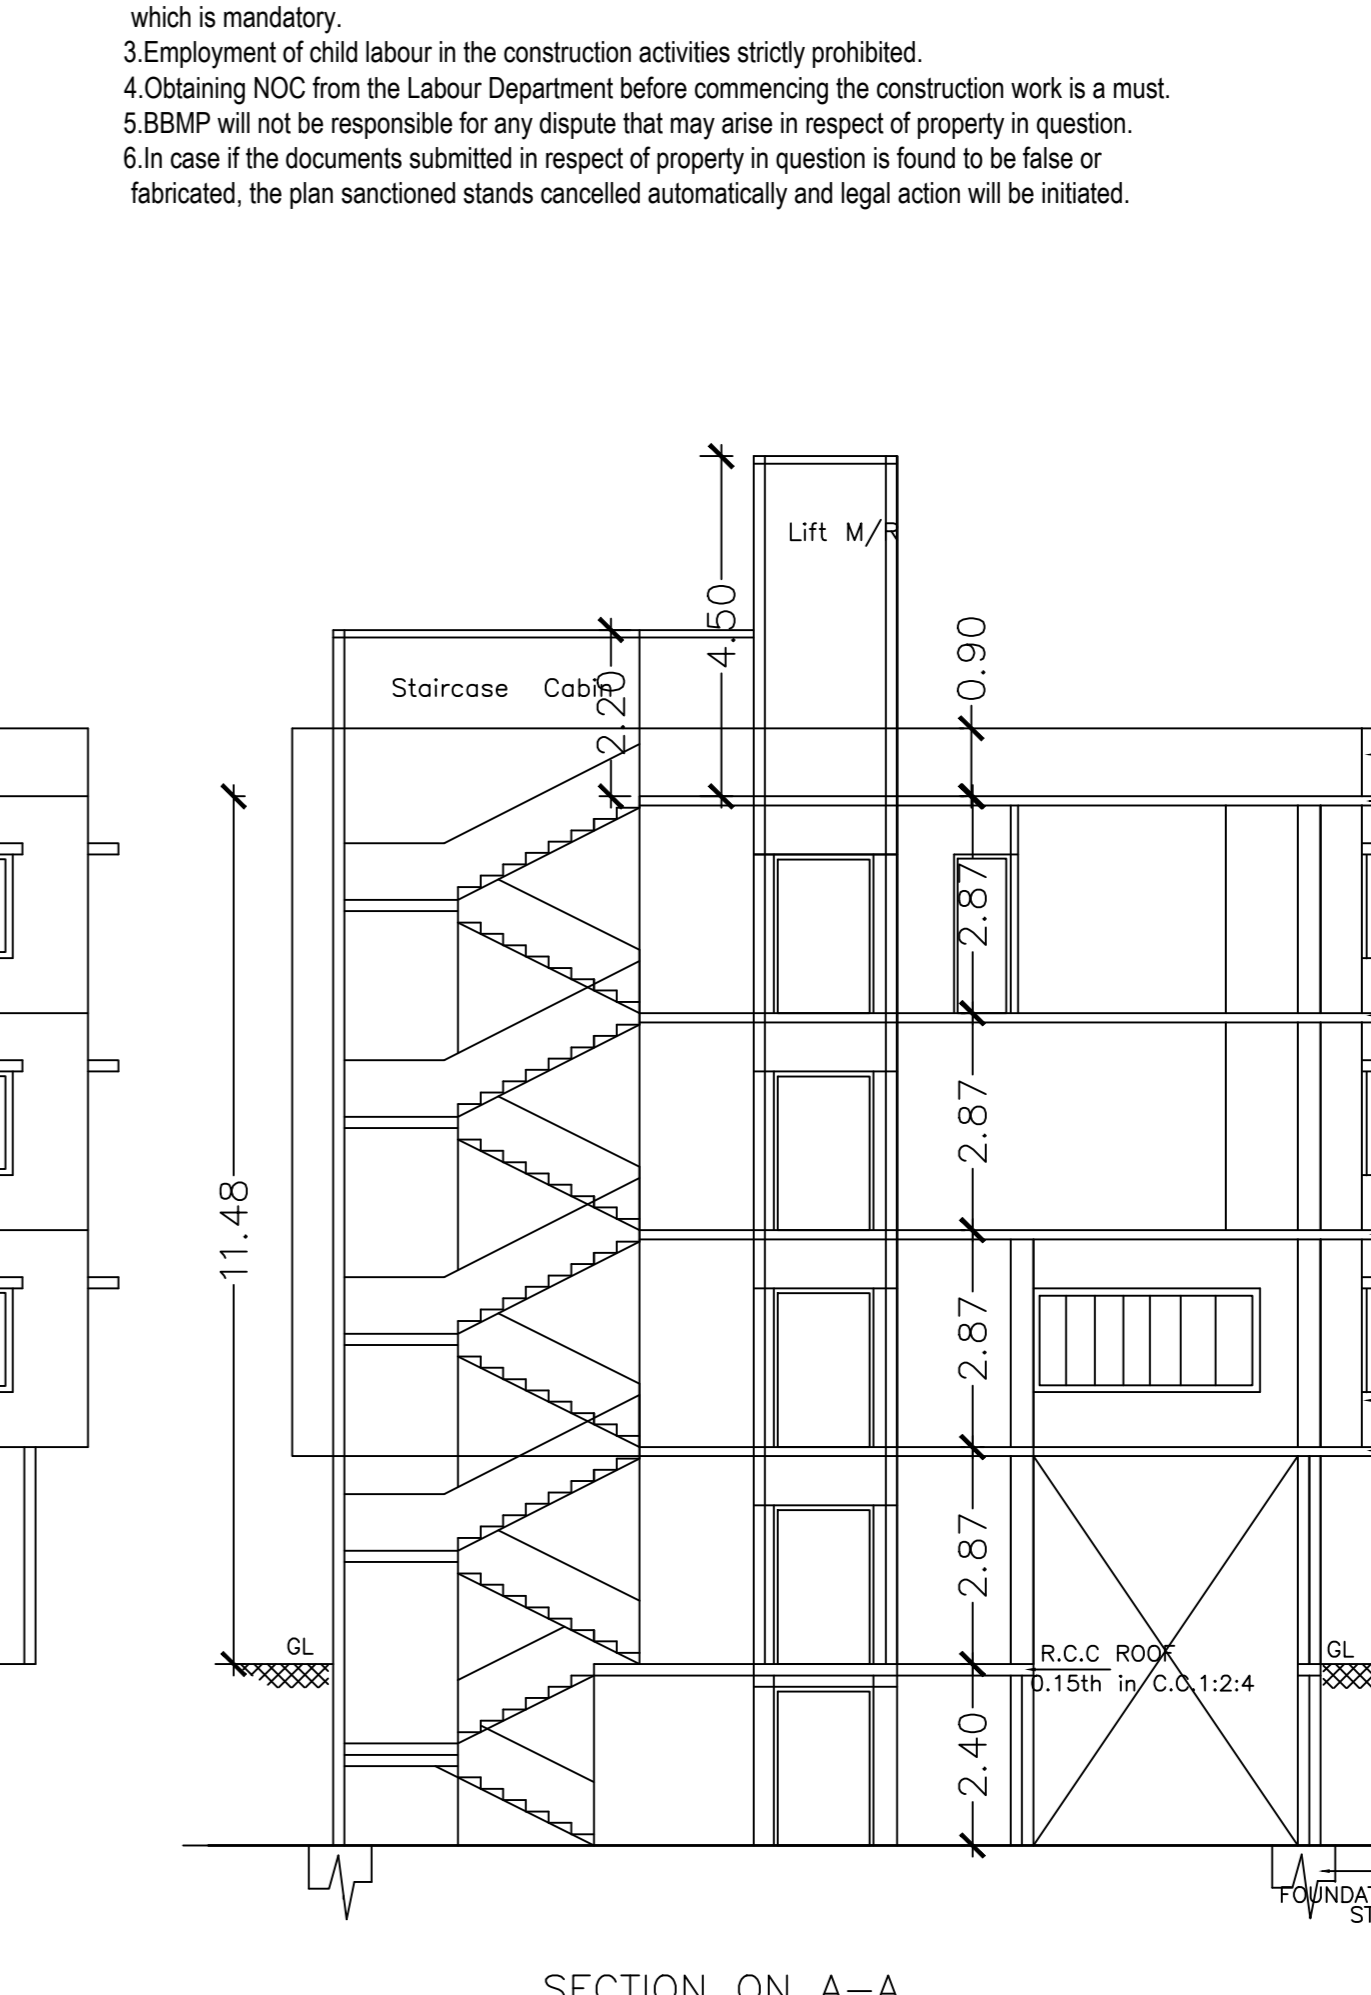 which is mandatory.
3.Employment of child labour in the construction activities strictly prohibited.
4.Obtaining NOC from the Labour Department before commencing the construction work is a must.
5.BBMP will not be responsible for any dispute that may arise in respect of property in question.
6.In case if the documents submitted in respect of property in question is found to be false or
fabricated, the plan sanctioned stands cancelled automatically and legal action will be initiated.
Lift M/R
4.50
0.90
Staircase Cabin
2.20
2.87
2.87
11.48
2.87
2.87
GL
R.C.C ROOF
0.15th in C.C.1:2:4
GL
2.40
FOUNDAT
ST
SECTION ON A-A